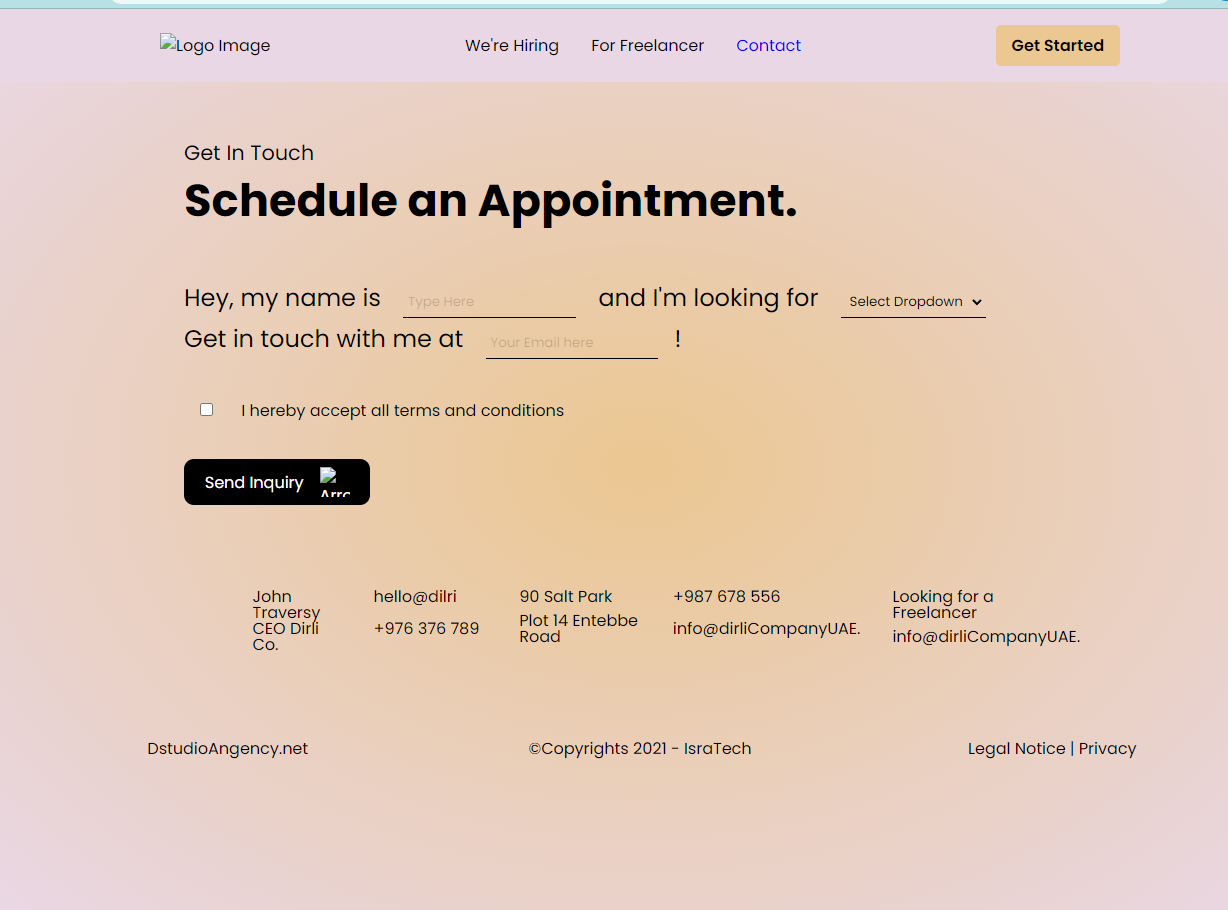 Logo Image We're Hiring For Freelancer Contact Get Started
Get In Touch
Schedule an Appointment.
Hey, my name is Type Here and I'm looking for Select Dropdown
Get in touch with me at Your Email here !
I hereby accept all terms and conditions
Send Inquiry
John
Traversy
CEO Dirli
Co.
hello@dilri
+976 376 789
90 Salt Park
Plot 14 Entebbe
Road
+987 678 556
info@dirliCompanyUAE.
Looking for a
Freelancer
info@dirliCompanyUAE.
DstudioAngency.net ©Copyrights 2021 - IsraTech Legal Notice | Privacy